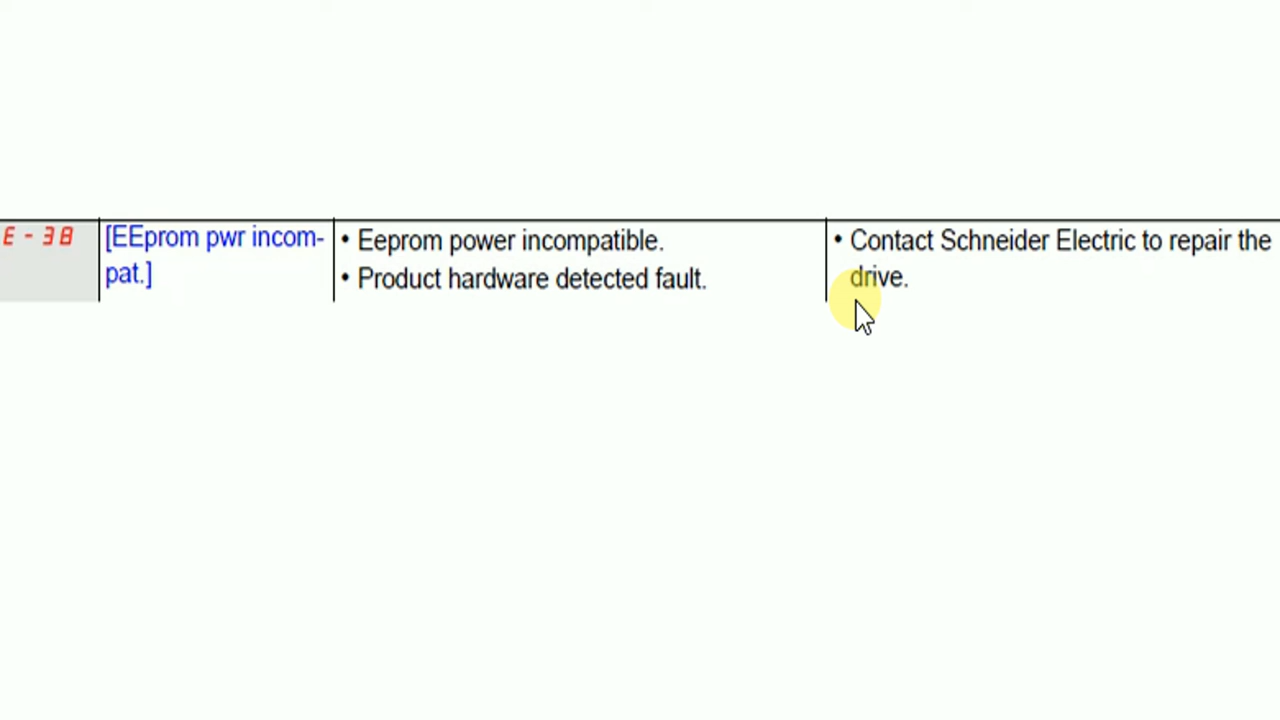 E-38
[EEprom pwr incom-
pat.]
• Eeprom power incompatible.
• Product hardware detected fault.
• Contact Schneider Electric to repair the
drive.